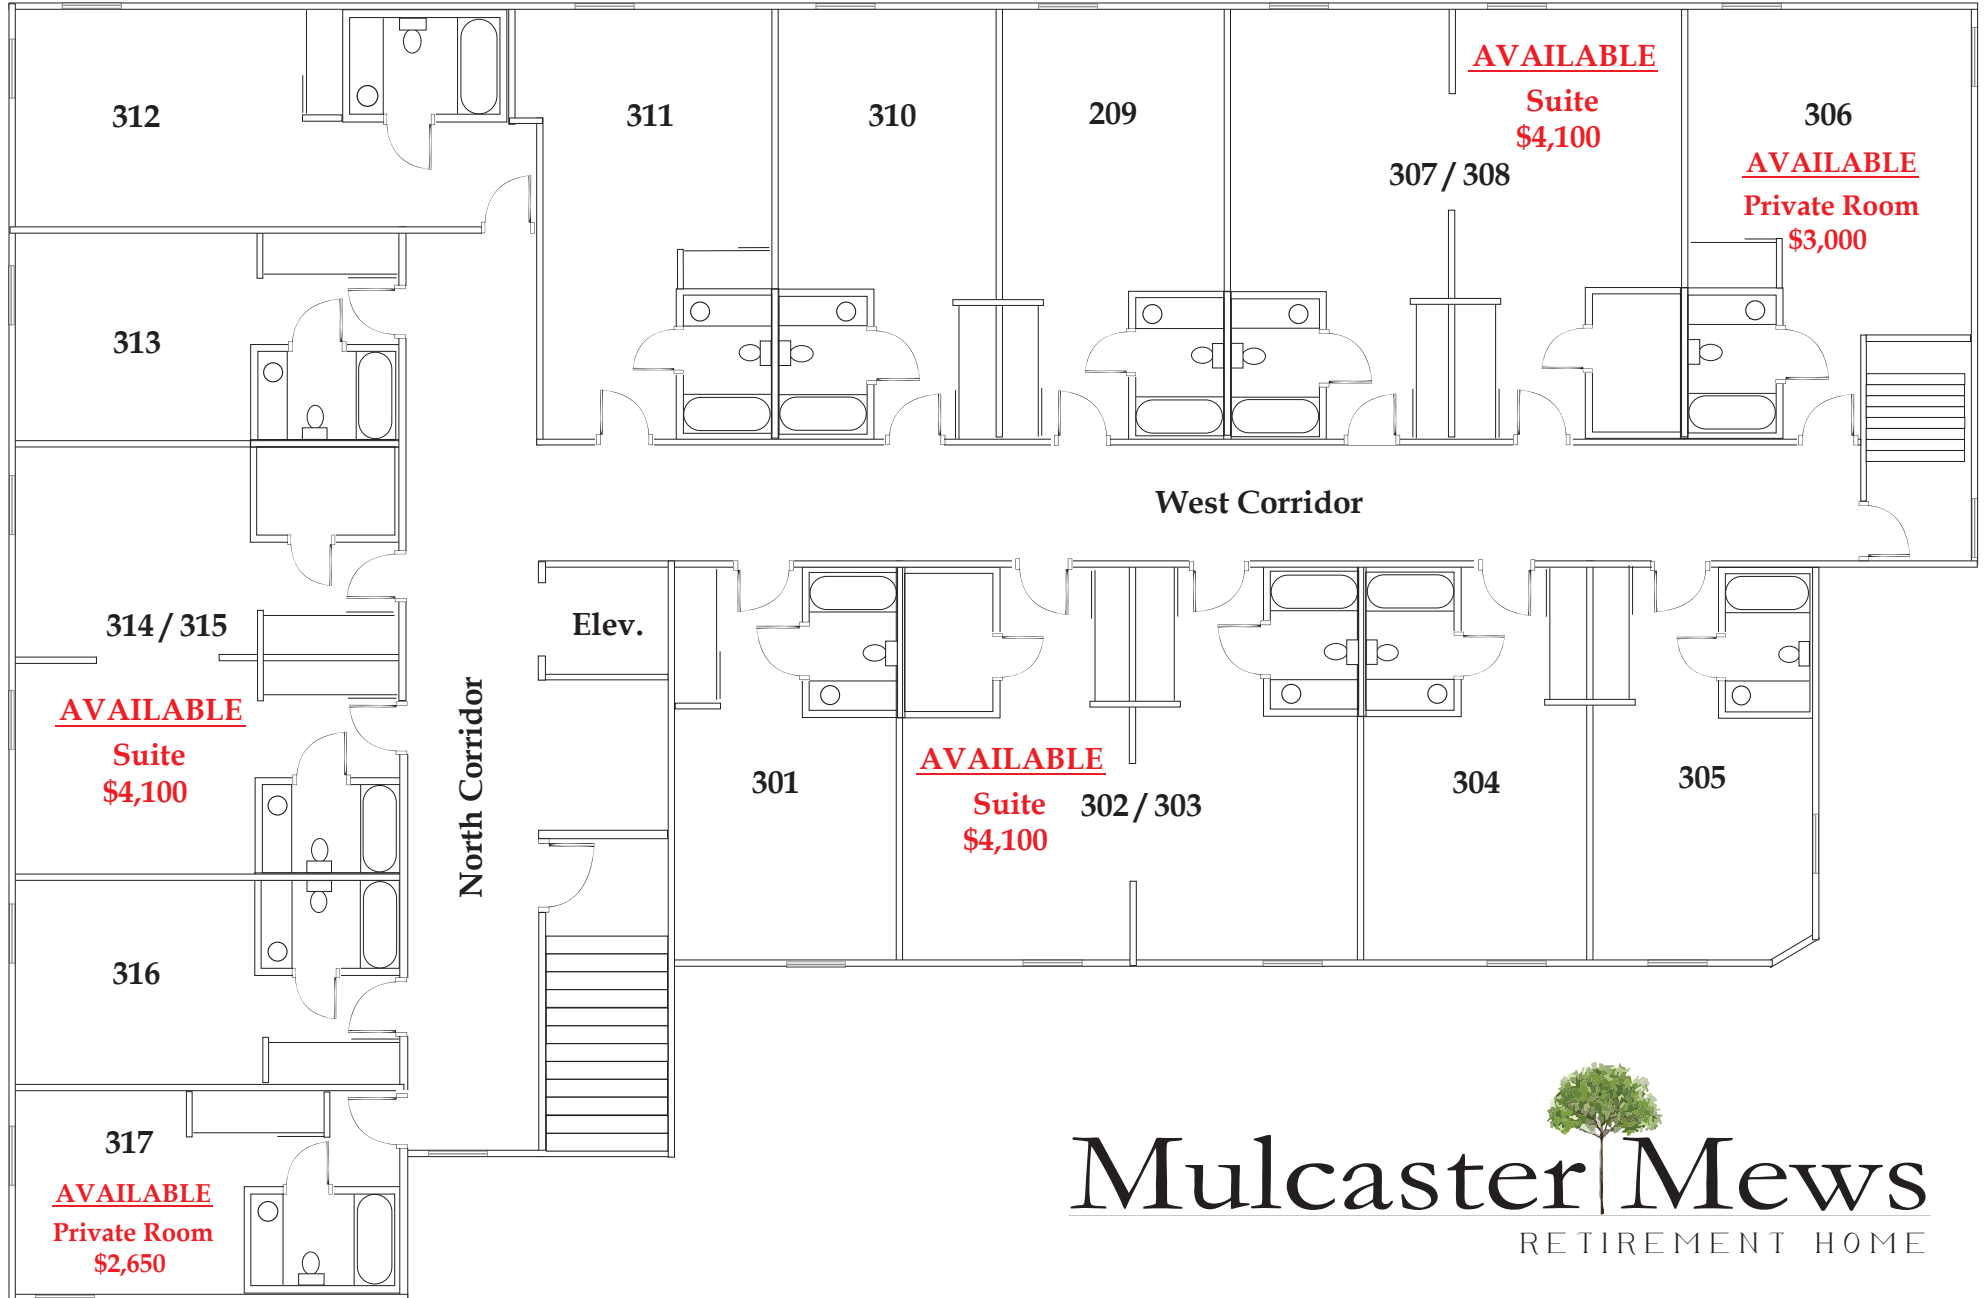 312
311
310
209
AVAILABLE
Suite
$4,100
307 / 308
306
AVAILABLE
Private Room
$3,000
313
West Corridor
314 / 315
AVAILABLE
Suite
$4,100
Elev.
North Corridor
301
AVAILABLE
Suite
$4,100
302 / 303
304
305
316
317
AVAILABLE
Private Room
$2,650
Mulcaster Mews
RETIREMENT HOME